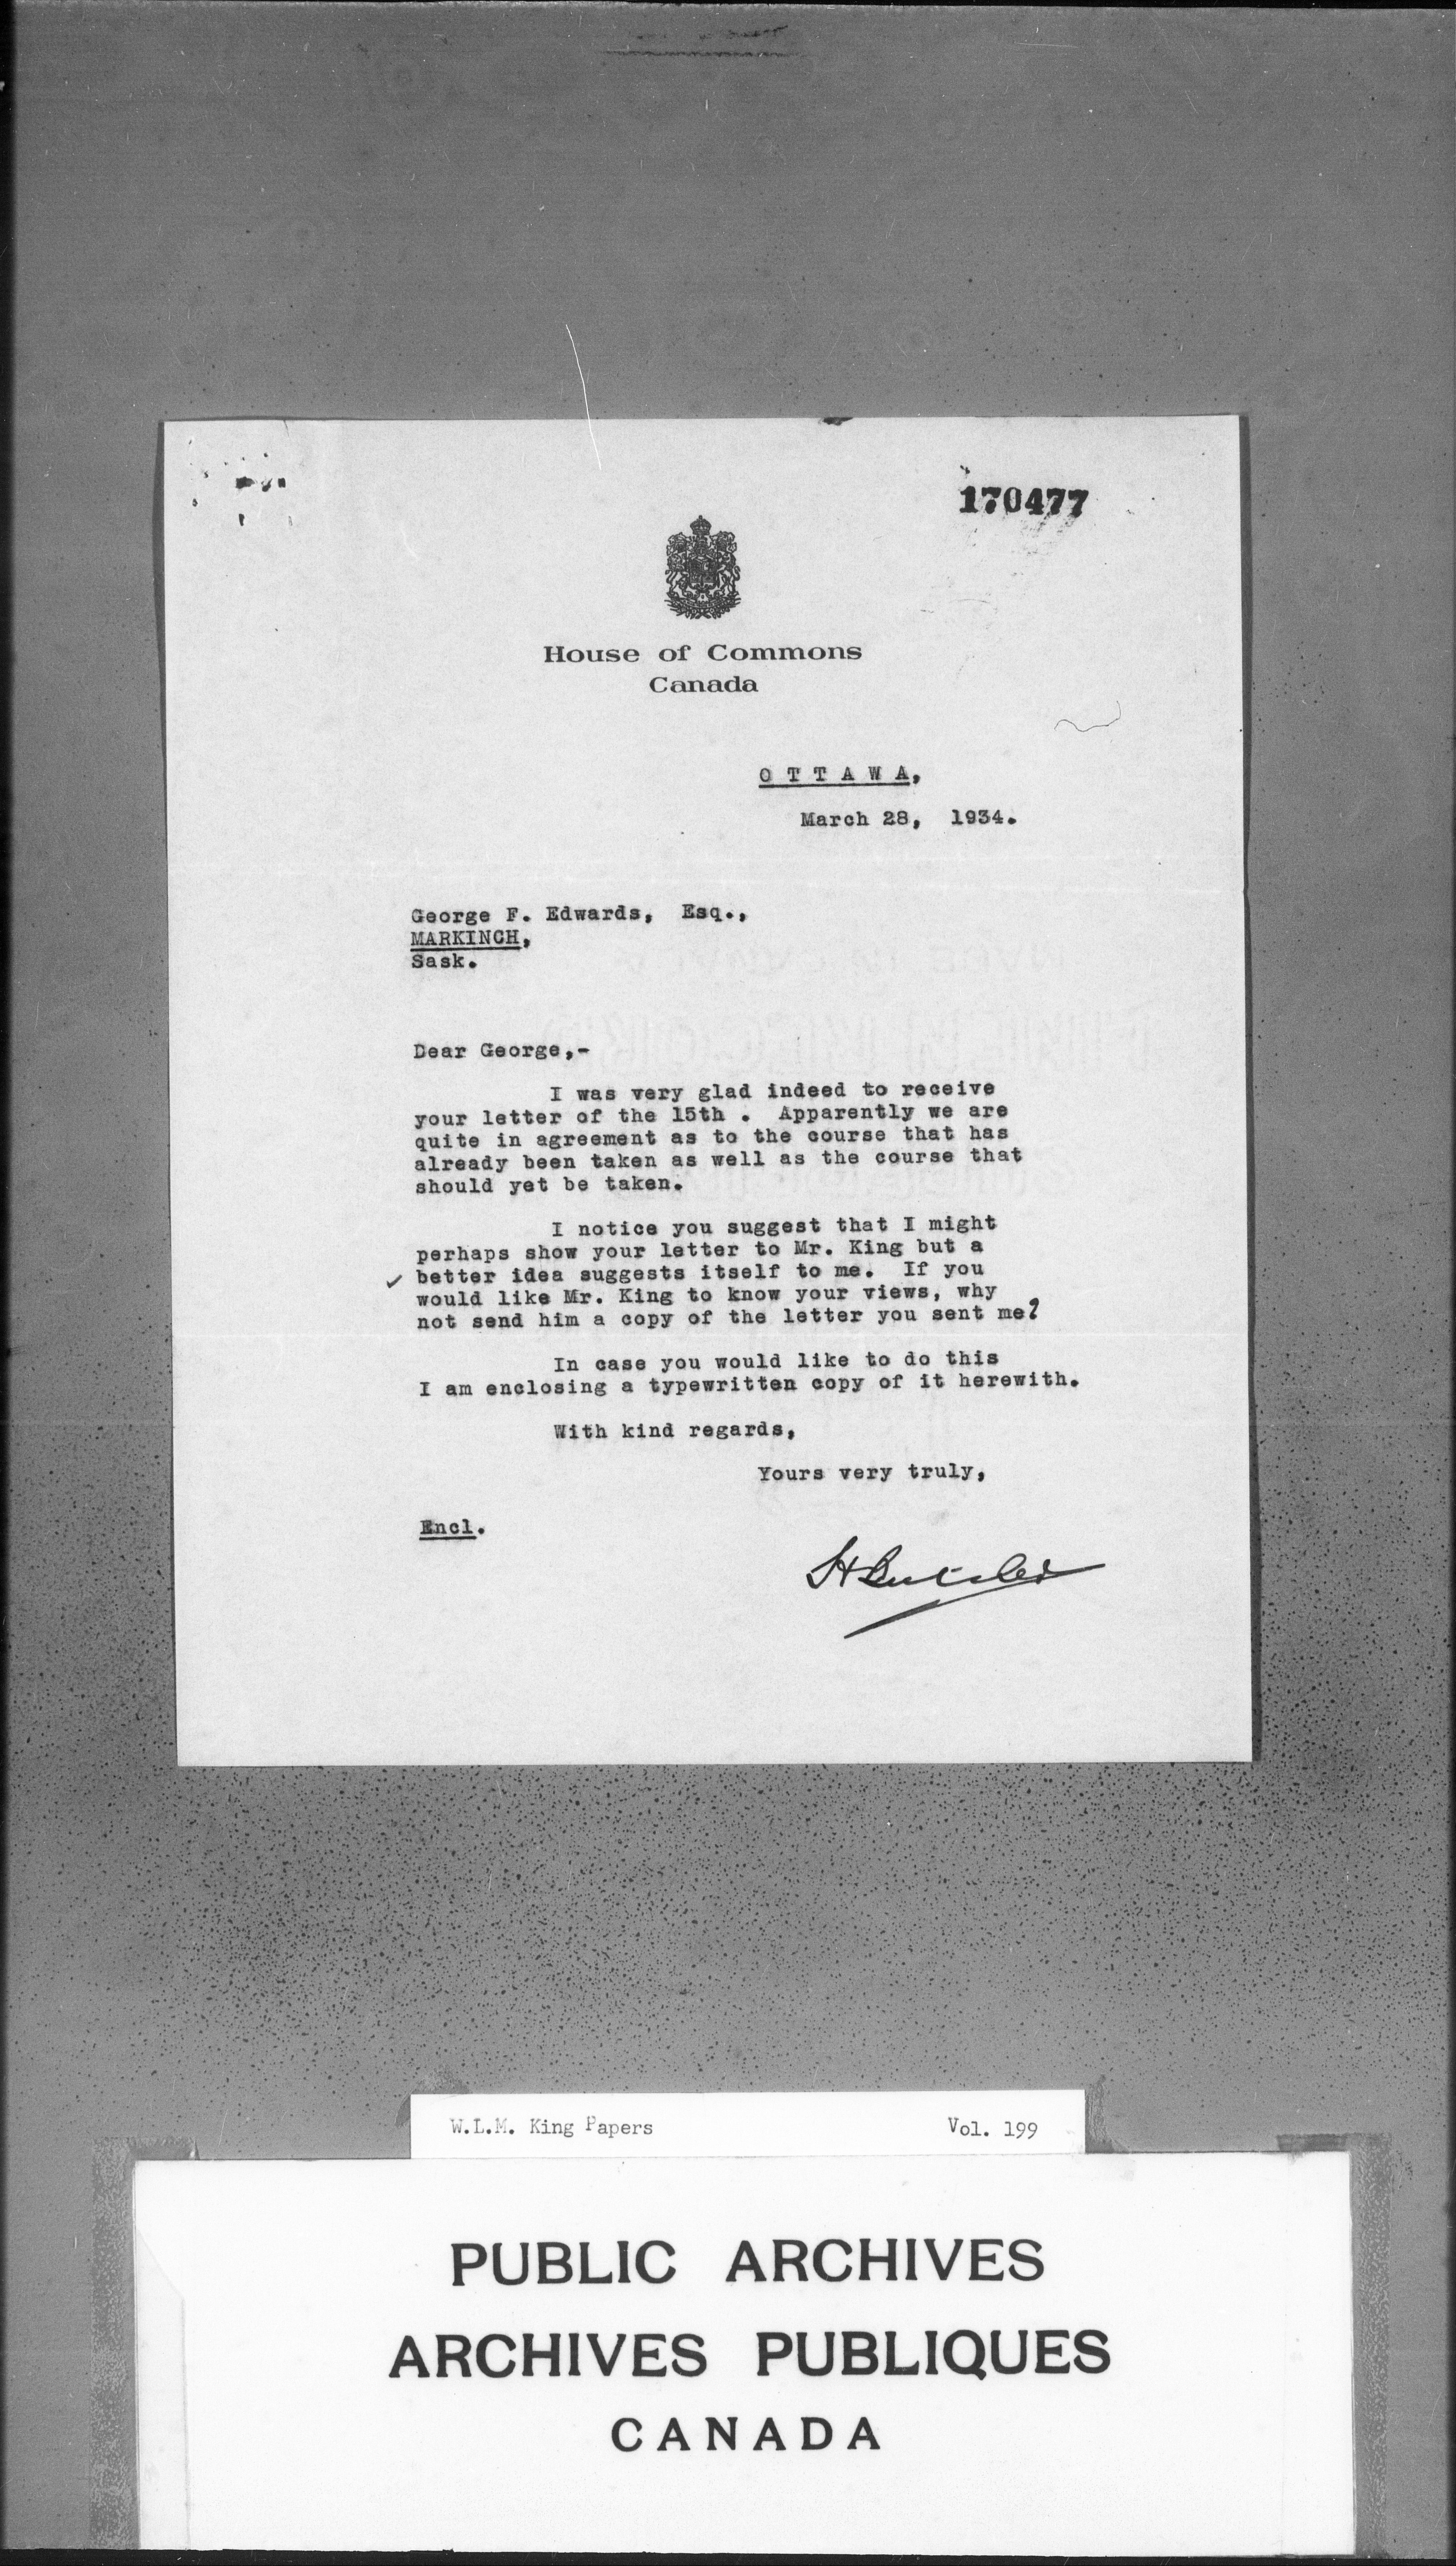 170477
House of Commons
Canada
O T T A W A,
March 28, 1934.
George F. Edwards, Esq.,
MARKINCH,
Sask.
Dear George,-
I was very glad indeed to receive
your letter of the 15th . Apparently we are
quite in agreement as to the course that has
already been taken as well as the course that
should yet be taken.
I notice you suggest that I might
perhaps show your letter to Mr. King but a
✓ better idea suggests itself to me. If you
would like Mr. King to know your views, why
not send him a copy of the letter you sent me?
In case you would like to do this
I am enclosing a typewritten copy of it herewith.
With kind regards,
Yours very truly,
Encl.
W.L.M. King Papers Vol. 199
PUBLIC ARCHIVES
ARCHIVES PUBLIQUES
CANADA